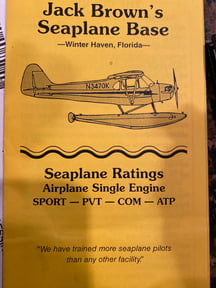 Jack Brown's
Seaplane Base
—Winter Haven, Florida—
N3470K
Seaplane Ratings
Airplane Single Engine
SPORT — PVT — COM — ATP
"We have trained more seaplane pilots
than any other facility."